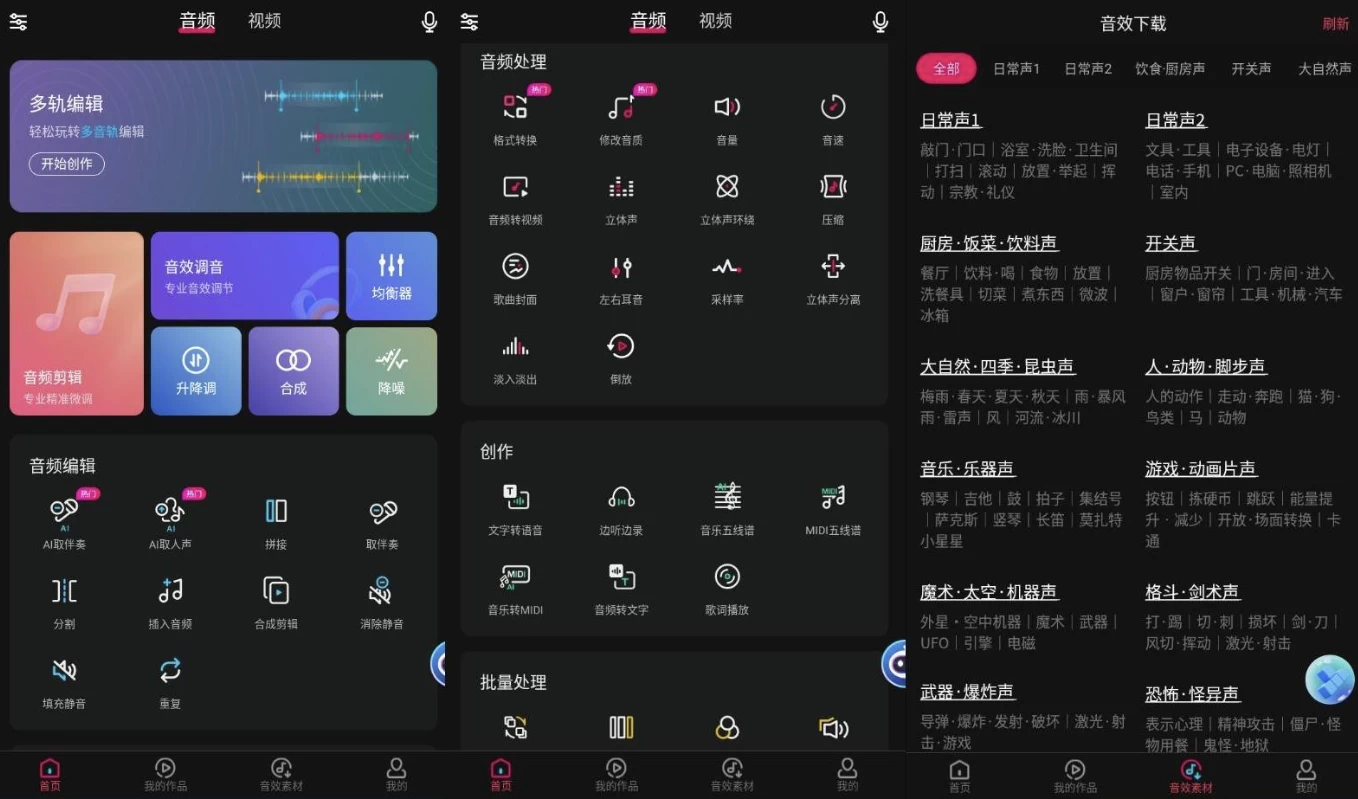 音频 视频
多轨编辑
轻松玩转多音轨编辑
开始创作
音效调音
专业音效调节
均衡器
音频剪辑
专业精准微调
升降调 合成 降噪
音频编辑
热门 热门
AI AI
AI取伴奏 AI取人声 拼接 取伴奏
分割 插入音频 合成剪辑 消除静音
填充静音 重复
首页 我的作品 音效素材 我的
音频 视频
音频处理
热门 热门
格式转换 修改音质 音量 音速
音频转视频 立体声 立体声环绕 压缩
歌曲封面 左右耳音 采样率 立体声分离
淡入淡出 倒放
创作
T AI MIDI
文字转语音 边听边录 音乐五线谱 MIDI五线谱
MIDI AI T
音乐转MIDI 音频转文字 歌词播放
批量处理
首页 我的作品 音效素材 我的
音效下载 刷新
全部 日常声1 日常声2 饮食·厨房声 开关声 大自然声
日常声1
敲门·门口｜浴室·洗脸·卫生间
｜打扫｜滚动｜放置·举起｜挥
动｜宗教·礼仪
日常声2
文具·工具｜电子设备·电灯｜
电话·手机｜PC·电脑·照相机
｜室内
厨房·饭菜·饮料声
餐厅｜饮料·喝｜食物｜放置｜
洗餐具｜切菜｜煮东西｜微波｜
冰箱
开关声
厨房物品开关｜门·房间·进入
｜窗户·窗帘｜工具·机械·汽车
大自然·四季·昆虫声
梅雨·春天·夏天·秋天｜雨·暴风
雨·雷声｜风｜河流·冰川
人·动物·脚步声
人的动作｜走动·奔跑｜猫·狗·
鸟类｜马｜动物
音乐·乐器声
钢琴｜吉他｜鼓｜拍子｜集结号
｜萨克斯｜竖琴｜长笛｜莫扎特
小星星
游戏·动画片声
按钮｜拣硬币｜跳跃｜能量提
升·减少｜开放·场面转换｜卡
通
魔术·太空·机器声
外星·空中机器｜魔术｜武器｜
UFO｜引擎｜电磁
格斗·剑术声
打·踢｜切·刺｜损坏｜剑·刀｜
风切·挥动｜激光·射击
武器·爆炸声
导弹·爆炸·发射·破坏｜激光·射
击·游戏
恐怖·怪异声
表示心理｜精神攻击｜僵尸·怪
物用餐｜鬼怪·地狱
首页 我的作品 音效素材 我的